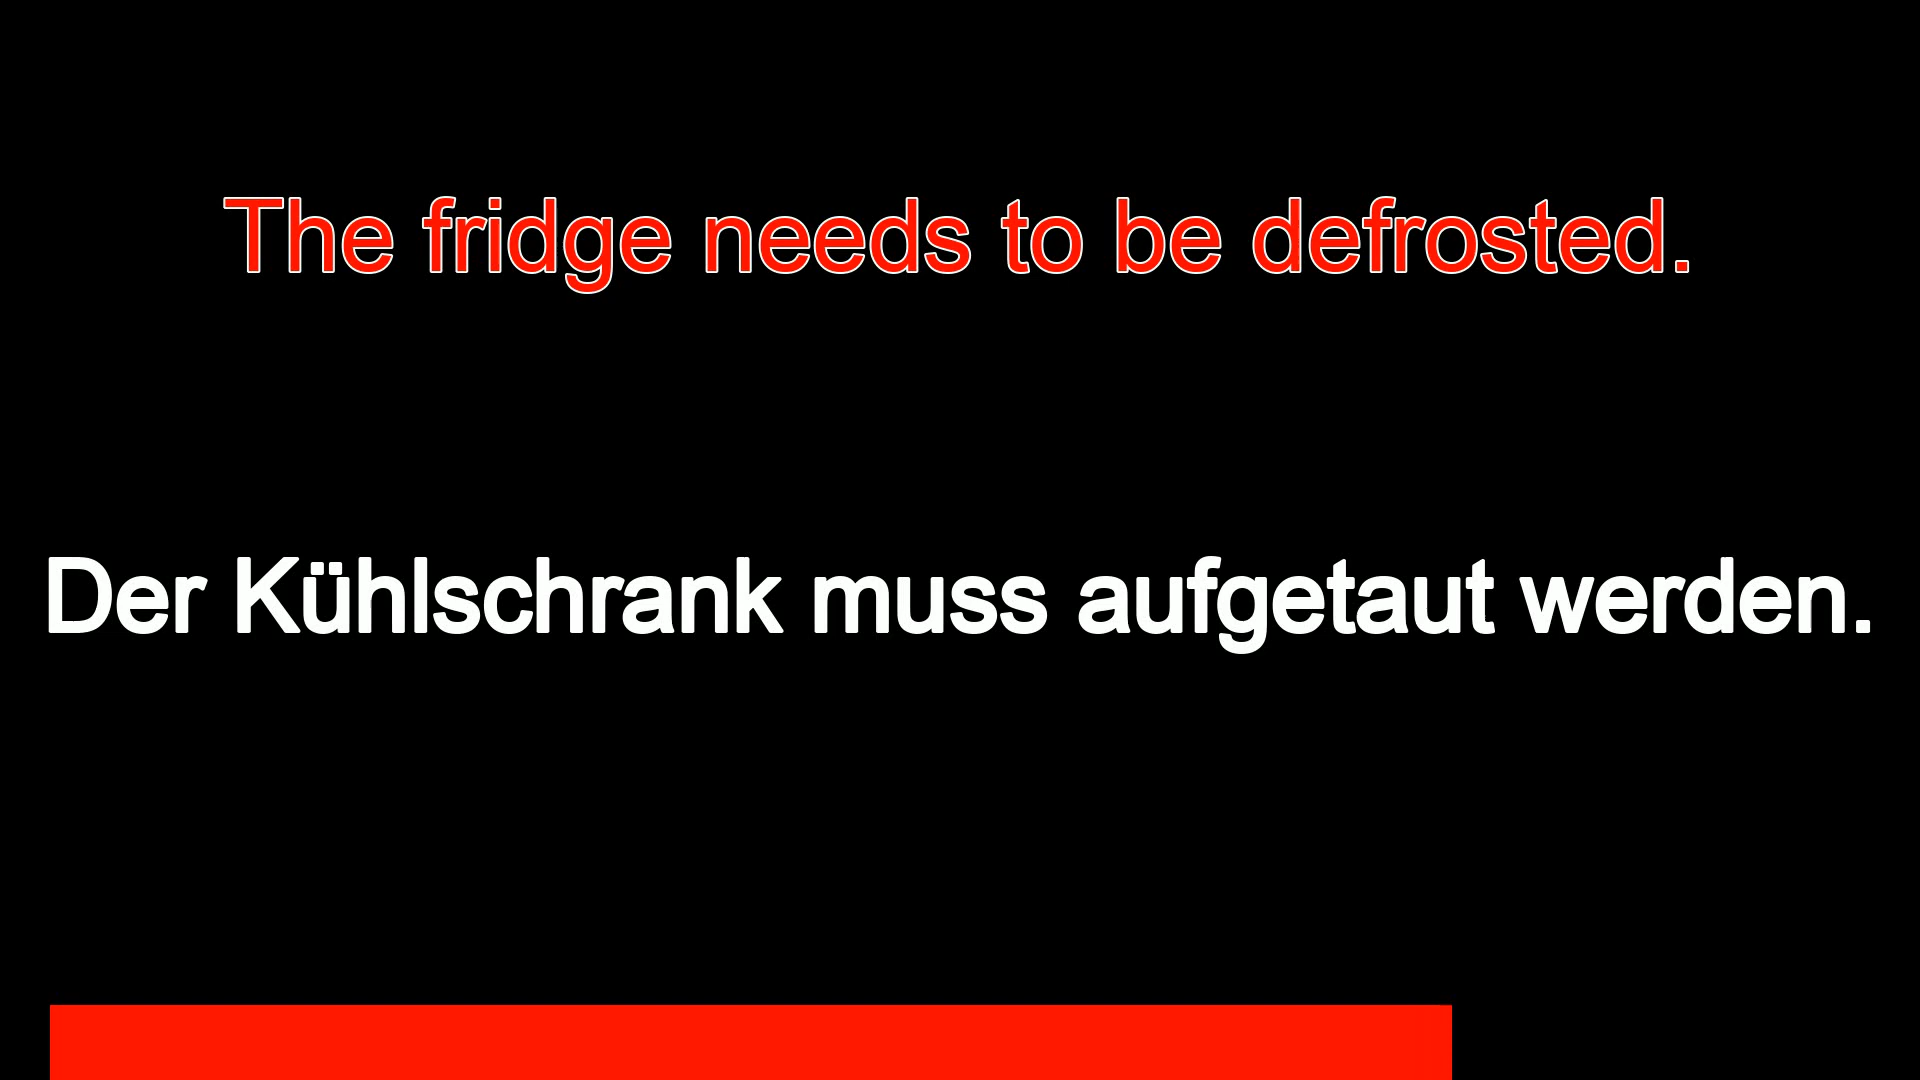 The fridge needs to be defrosted.
Der Kühlschrank muss aufgetaut werden.